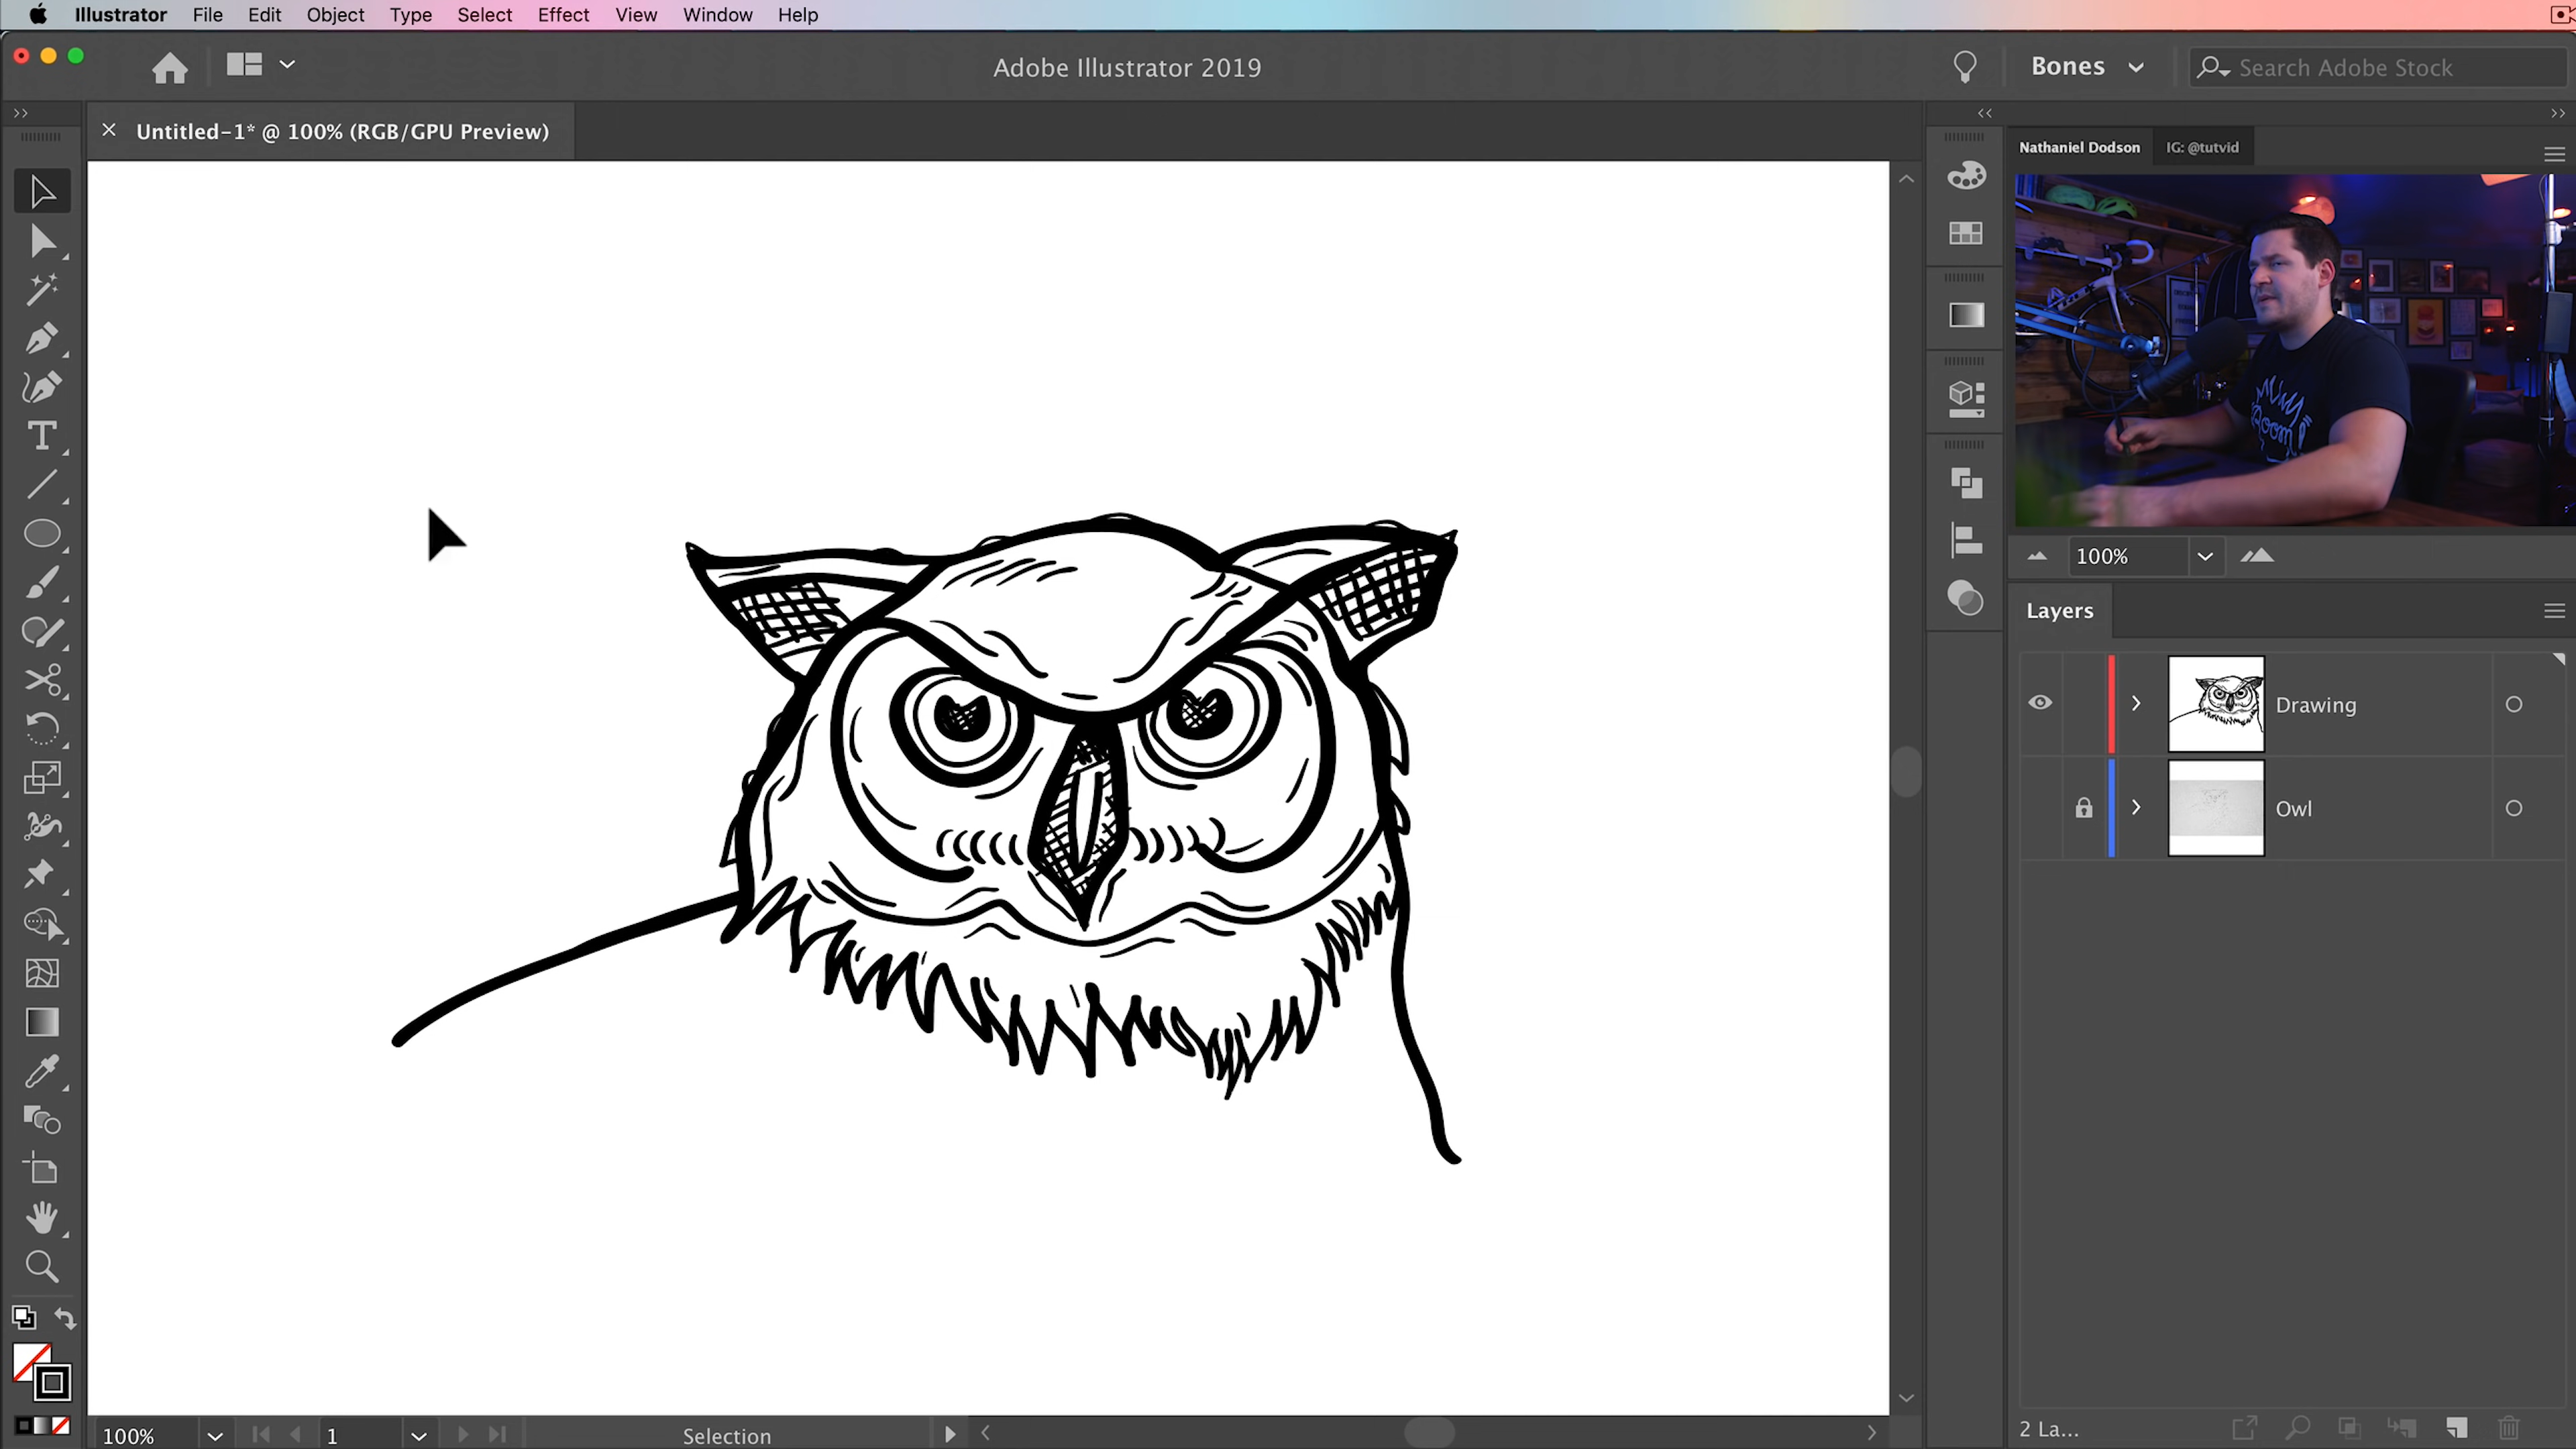 Illustrator File Edit Object Type Select Effect View Window Help
Adobe Illustrator 2019
Bones
Search Adobe Stock
Untitled-1* @ 100% (RGB/GPU Preview)
Nathaniel Dodson
IG: @tutvid
100%
Layers
Drawing
Owl
100%
1
Selection
2 La...